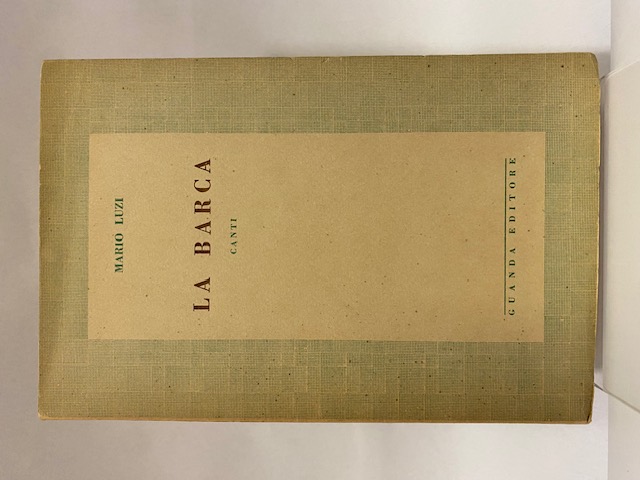 MARIO LUZI
LA BARCA
CANTI
GUANDA EDITORE